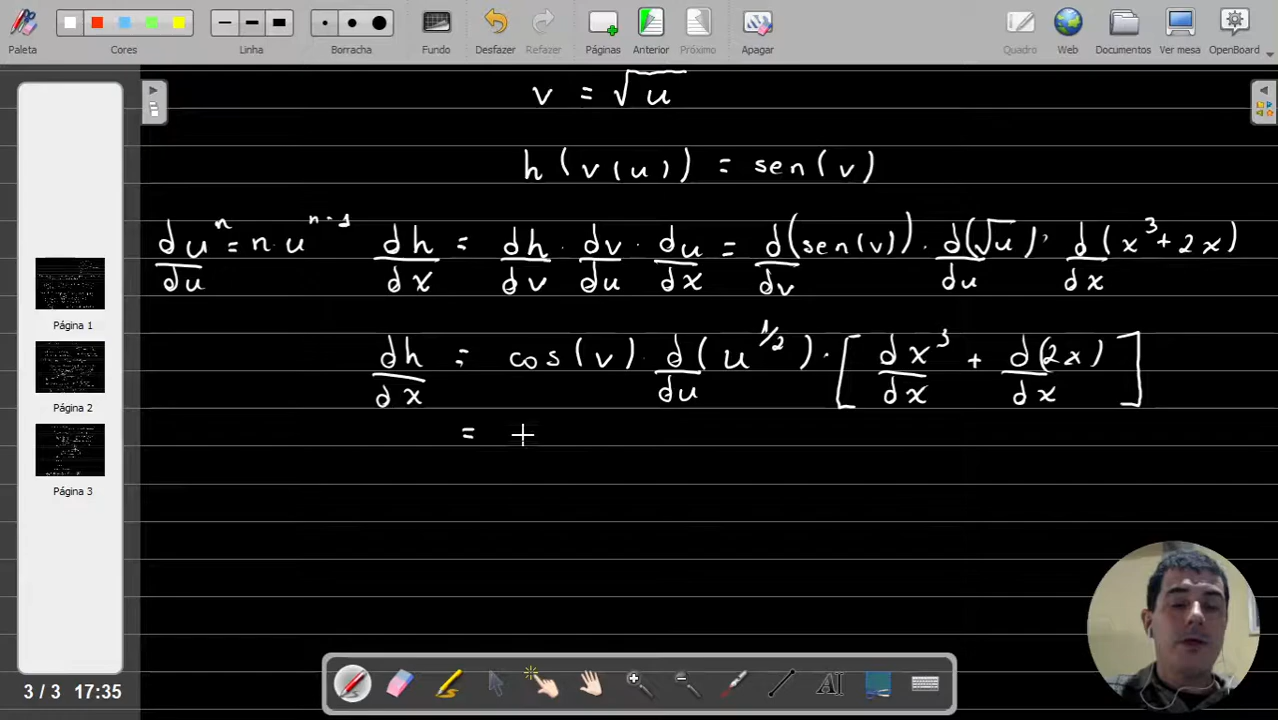 Paleta Cores Linha Borracha Fundo Desfazer Refazer Páginas Anterior Próximo Apagar Quadro Web Documentos Ver mesa OpenBoard
v = √u
h(v(u)) = sen(v)
du^n/du = n·u^(n-1) dh/dx = dh/dv · dv/du · du/dx = d/dv (sen(v)) · d/du (√u) · d/dx (x³ + 2x)
dh/dx = cos(v) · d/du (u^(1/2)) · [dx³/dx + d(2x)/dx]
=
Página 1
Página 2
Página 3
3 / 3 17:35
AI